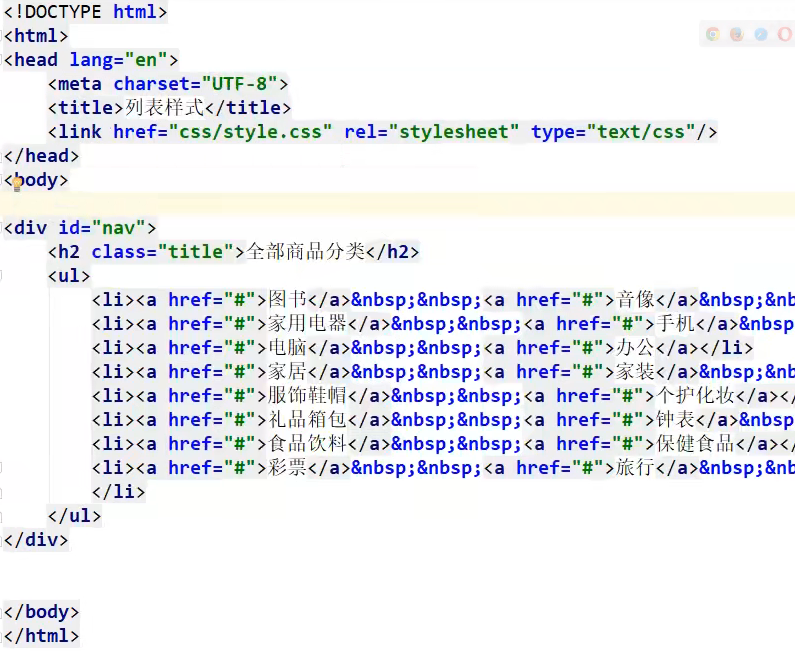 <!DOCTYPE html>
<html>
<head lang="en">
    <meta charset="UTF-8">
    <title>列表样式</title>
    <link href="css/style.css" rel="stylesheet" type="text/css"/>
</head>
<body>
<div id="nav">
    <h2 class="title">全部商品分类</h2>
    <ul>
        <li><a href="#">图书</a>&nbsp;&nbsp;<a href="#">音像</a>&nbsp;&nb
        <li><a href="#">家用电器</a>&nbsp;&nbsp;<a href="#">手机</a>&nbsp
        <li><a href="#">电脑</a>&nbsp;&nbsp;<a href="#">办公</a></li>
        <li><a href="#">家居</a>&nbsp;&nbsp;<a href="#">家装</a>&nbsp;&nb
        <li><a href="#">服饰鞋帽</a>&nbsp;&nbsp;<a href="#">个护化妆</a></
        <li><a href="#">礼品箱包</a>&nbsp;&nbsp;<a href="#">钟表</a>&nbsp
        <li><a href="#">食品饮料</a>&nbsp;&nbsp;<a href="#">保健食品</a></
        <li><a href="#">彩票</a>&nbsp;&nbsp;<a href="#">旅行</a>&nbsp;&nb
        </li>
    </ul>
</div>
</body>
</html>